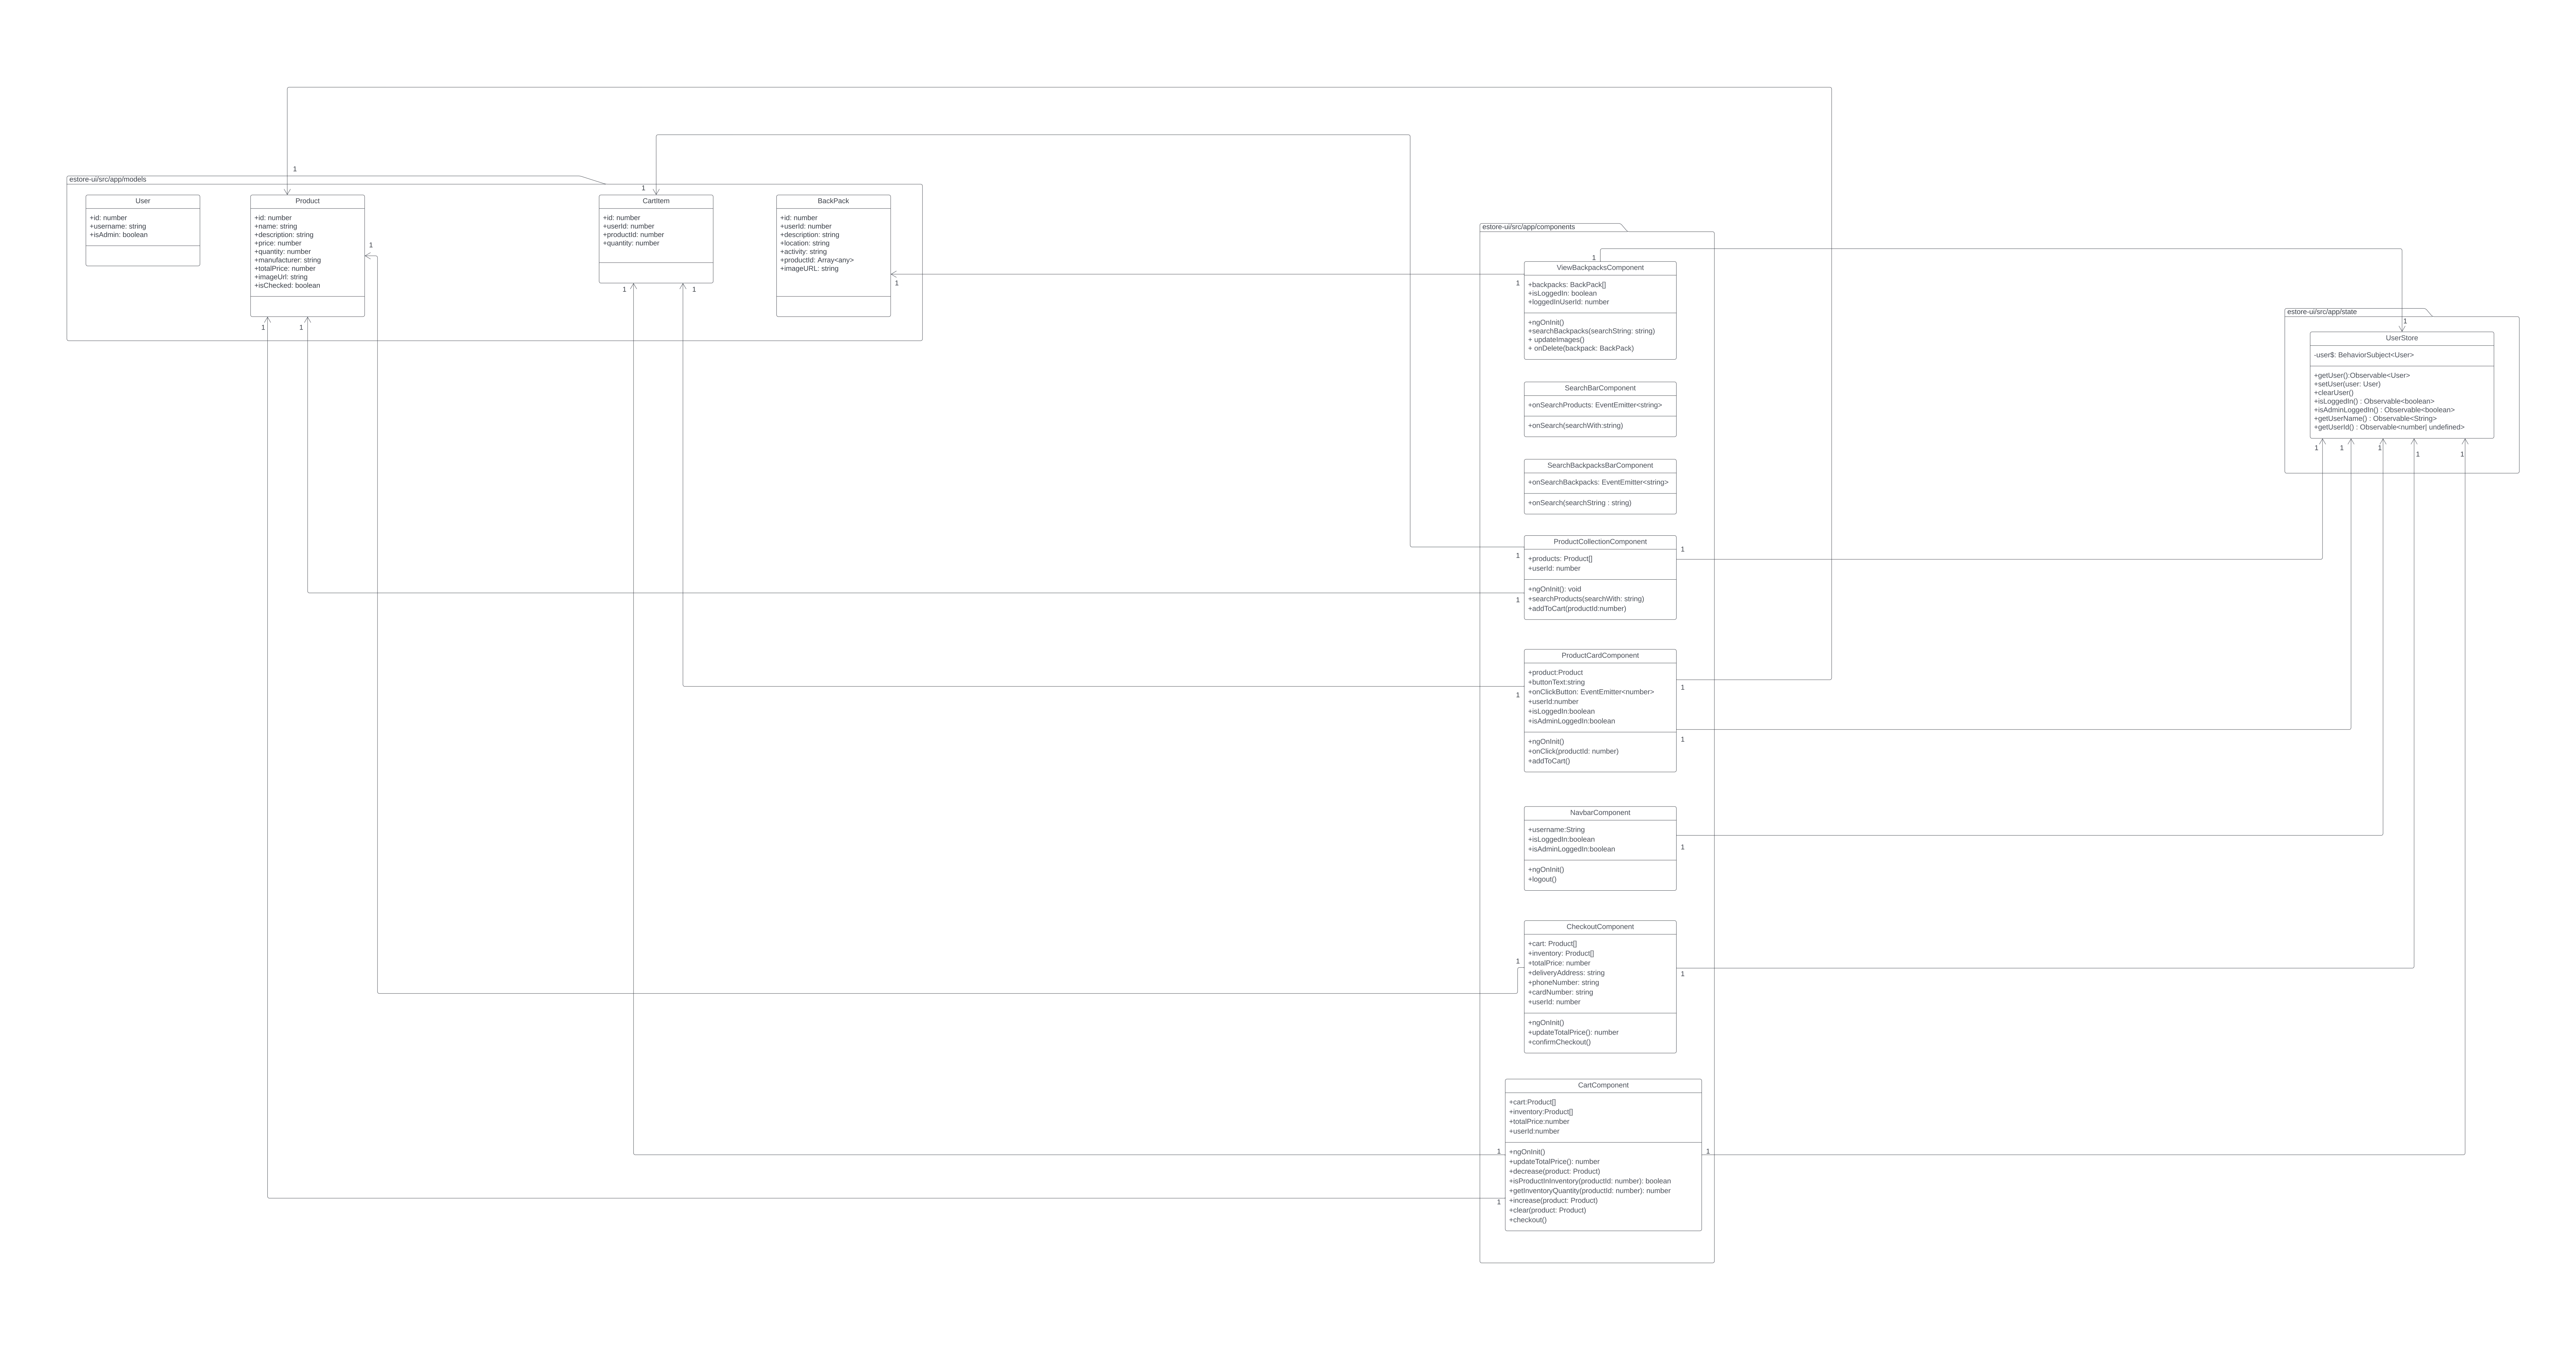 estore-ui/src/app/models
User
+id: number
+username: string
+isAdmin: boolean
Product
+id: number
+name: string
+description: string
+price: number
+quantity: number
+manufacturer: string
+totalPrice: number
+imageUrl: string
+isChecked: boolean
CartItem
+id: number
+userId: number
+productId: number
+quantity: number
BackPack
+id: number
+userId: number
+description: string
+location: string
+activity: string
+productId: Array<any>
+imageURL: string
1
1
1
1
1
1
1
1
estore-ui/src/app/components
ViewBackpacksComponent
+backpacks: BackPack[]
+isLoggedIn: boolean
+loggedInUserId: number
+ngOnInit()
+searchBackpacks(searchString: string)
+ updateImages()
+ onDelete(backpack: BackPack)
1
1
SearchBarComponent
+onSearchProducts: EventEmitter<string>
+onSearch(searchWith:string)
SearchBackpacksBarComponent
+onSearchBackpacks: EventEmitter<string>
+onSearch(searchString : string)
ProductCollectionComponent
+products: Product[]
+userId: number
+ngOnInit(): void
+searchProducts(searchWith: string)
+addToCart(productId:number)
1
1
1
ProductCardComponent
+product:Product
+buttonText:string
+onClickButton: EventEmitter<number>
+userId:number
+isLoggedIn:boolean
+isAdminLoggedIn:boolean
+ngOnInit()
+onClick(productId: number)
+addToCart()
1
1
1
NavbarComponent
+username:String
+isLoggedIn:boolean
+isAdminLoggedIn:boolean
+ngOnInit()
+logout()
1
CheckoutComponent
+cart: Product[]
+inventory: Product[]
+totalPrice: number
+deliveryAddress: string
+phoneNumber: string
+cardNumber: string
+userId: number
+ngOnInit()
+updateTotalPrice(): number
+confirmCheckout()
1
1
CartComponent
+cart:Product[]
+inventory:Product[]
+totalPrice:number
+userId:number
+ngOnInit()
+updateTotalPrice(): number
+decrease(product: Product)
+isProductInInventory(productId: number): boolean
+getInventoryQuantity(productId: number): number
+increase(product: Product)
+clear(product: Product)
+checkout()
1
1
1
estore-ui/src/app/state
1
UserStore
-user$: BehaviorSubject<User>
+getUser():Observable<User>
+setUser(user: User)
+clearUser()
+isLoggedIn() : Observable<boolean>
+isAdminLoggedIn() : Observable<boolean>
+getUserName() : Observable<String>
+getUserId() : Observable<number| undefined>
1
1
1
1
1